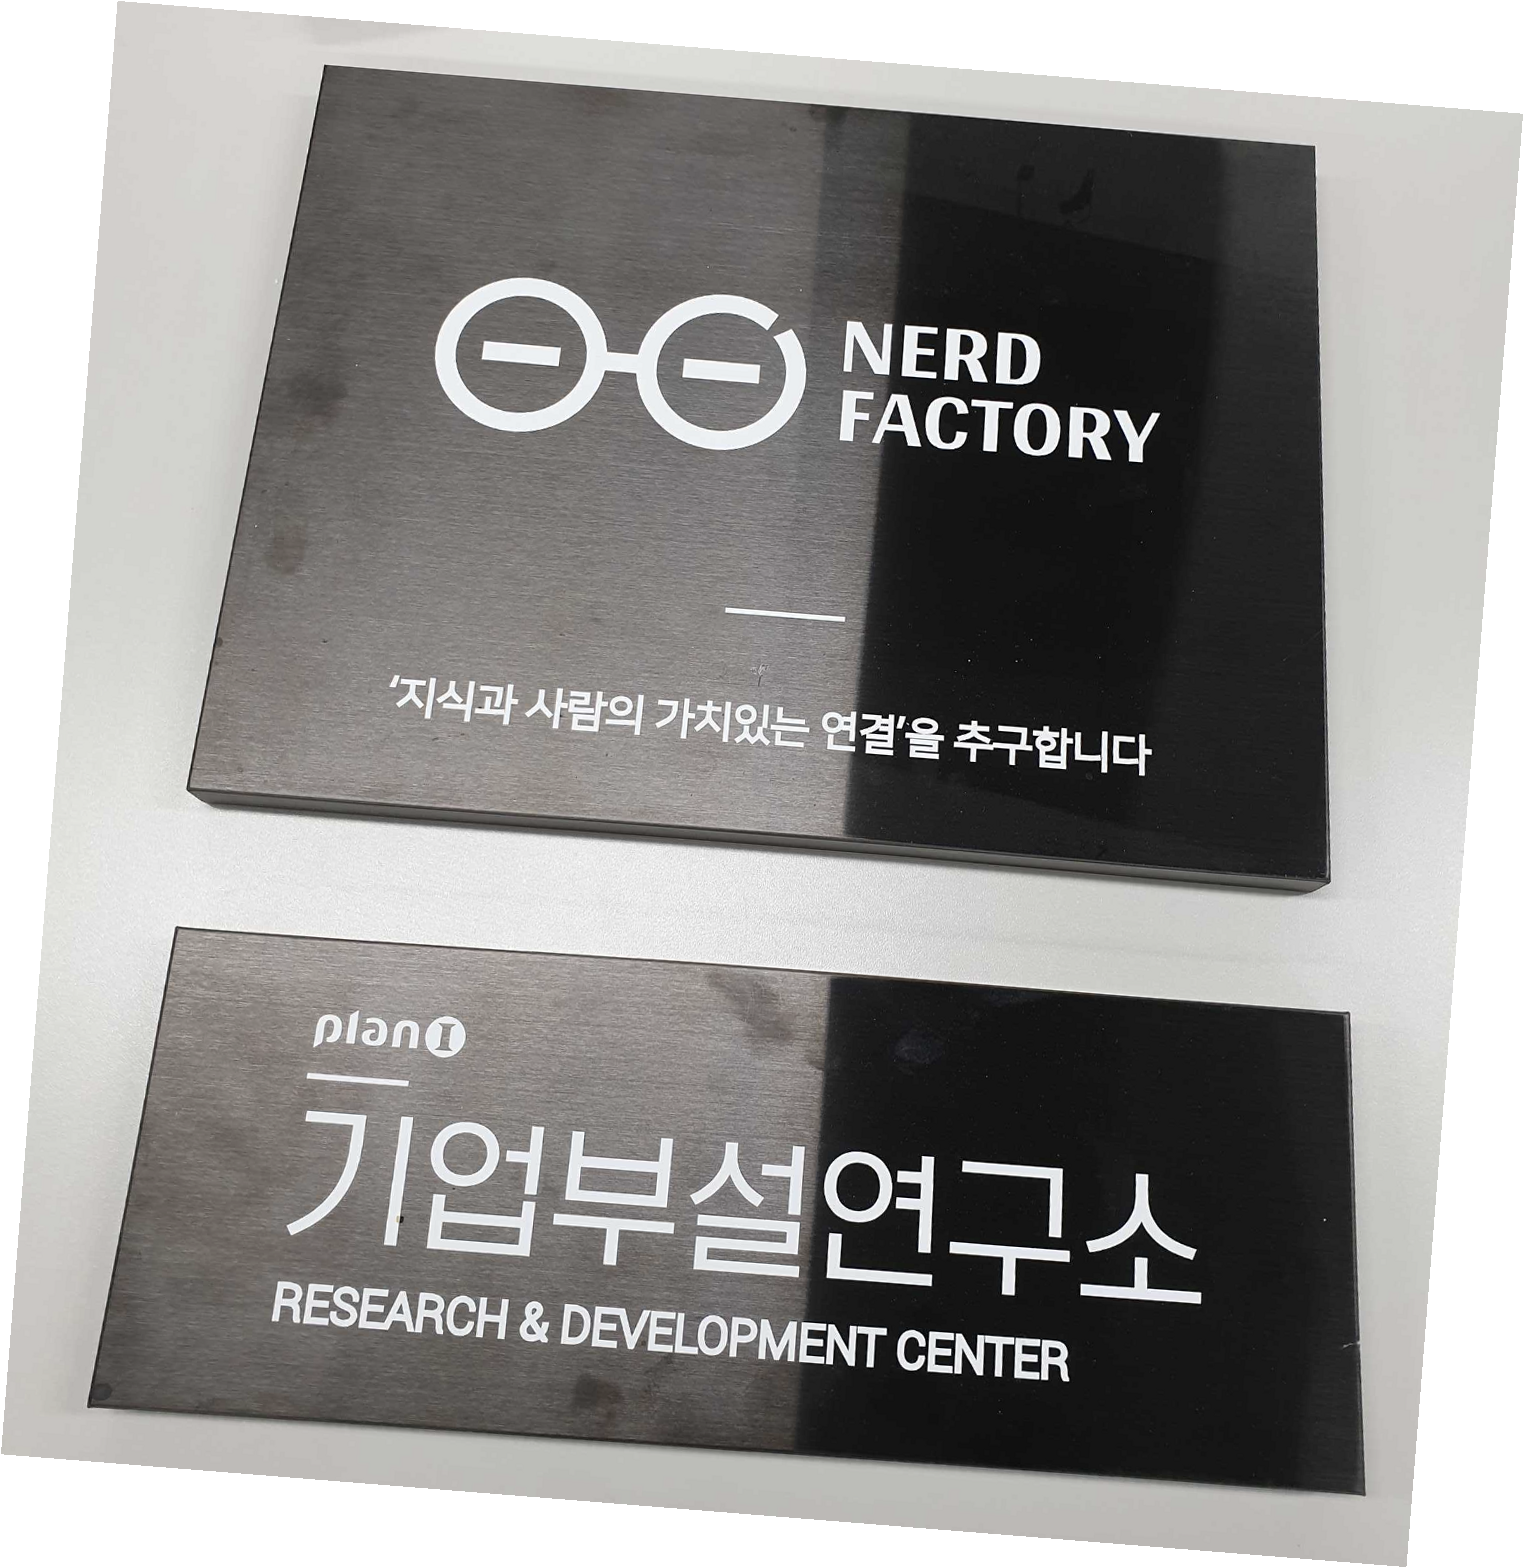 NERD
FACTORY
‘지식과 사람의 가치있는 연결’을 추구합니다
planI
기업부설연구소
RESEARCH & DEVELOPMENT CENTER